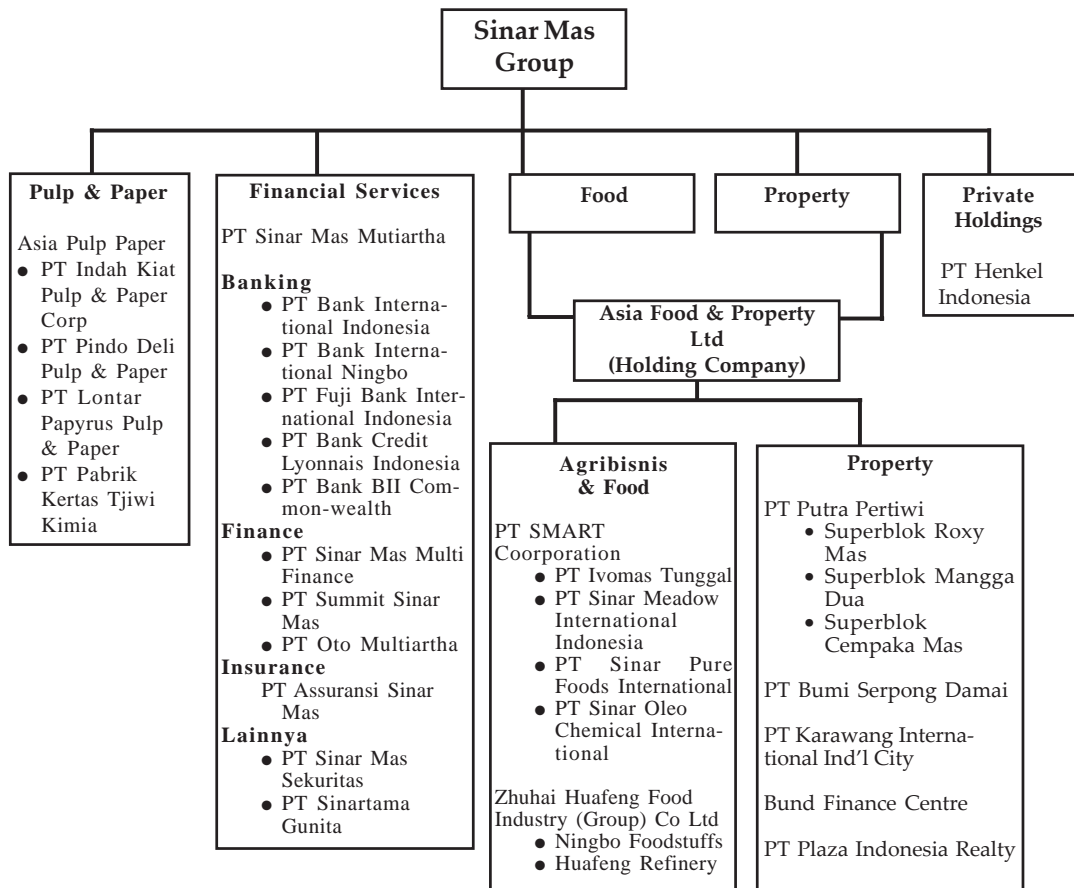 Sinar Mas
Group
Pulp & Paper
Asia Pulp Paper
● PT Indah Kiat
Pulp & Paper
Corp
● PT Pindo Deli
Pulp & Paper
● PT Lontar
Papyrus Pulp
& Paper
● PT Pabrik
Kertas Tjiwi
Kimia
Financial Services
PT Sinar Mas Mutiartha
Banking
● PT Bank Interna-
tional Indonesia
● PT Bank Interna-
tional Ningbo
● PT Fuji Bank Inter-
national Indonesia
● PT Bank Credit
Lyonnais Indonesia
● PT Bank BII Com-
mon-wealth
Finance
● PT Sinar Mas Multi
Finance
● PT Summit Sinar
Mas
● PT Oto Multiartha
Insurance
PT Assuransi Sinar
Mas
Lainnya
● PT Sinar Mas
Sekuritas
● PT Sinartama
Gunita
Food
Property
Private
Holdings
PT Henkel
Indonesia
Asia Food & Property
Ltd
(Holding Company)
Agribisnis
& Food
PT SMART
Coorporation
● PT Ivomas Tunggal
● PT Sinar Meadow
International
Indonesia
● PT Sinar Pure
Foods International
● PT Sinar Oleo
Chemical Interna-
tional
Zhuhai Huafeng Food
Industry (Group) Co Ltd
● Ningbo Foodstuffs
● Huafeng Refinery
Property
PT Putra Pertiwi
• Superblok Roxy
Mas
• Superblok Mangga
Dua
• Superblok
Cempaka Mas
PT Bumi Serpong Damai
PT Karawang Interna-
tional Ind'l City
Bund Finance Centre
PT Plaza Indonesia Realty